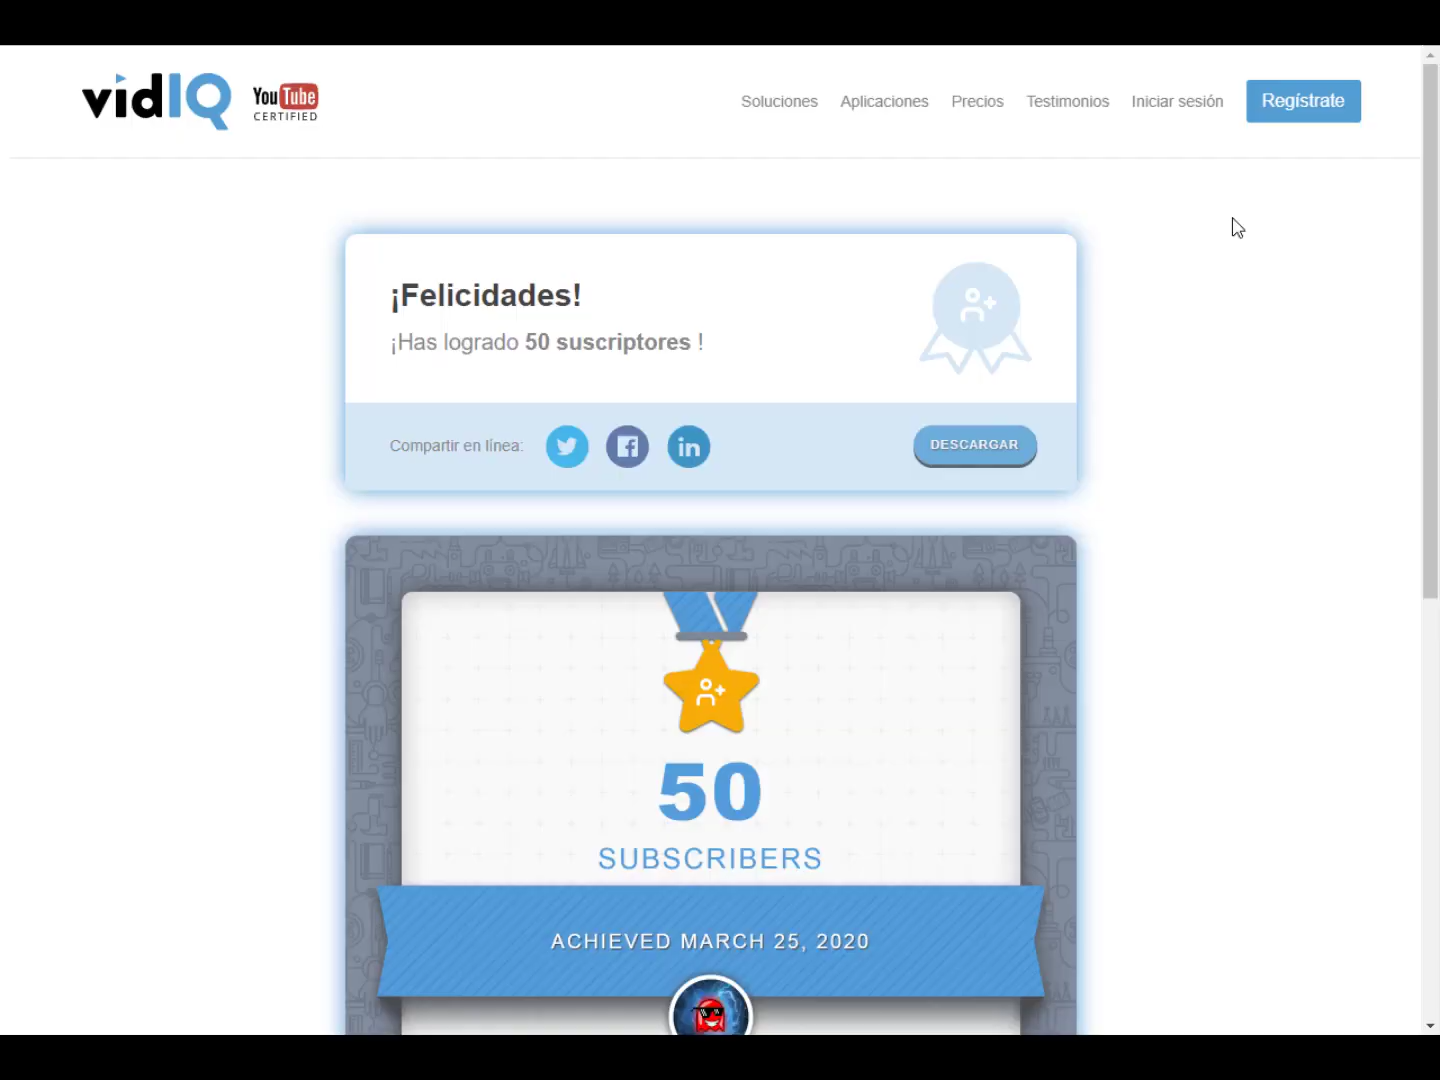 vidIQ
YouTube
CERTIFIED
Soluciones Aplicaciones Precios Testimonios Iniciar sesión Regístrate
¡Felicidades!
¡Has logrado 50 suscriptores !
Compartir en línea:
in
DESCARGAR
50
SUBSCRIBERS
ACHIEVED MARCH 25, 2020